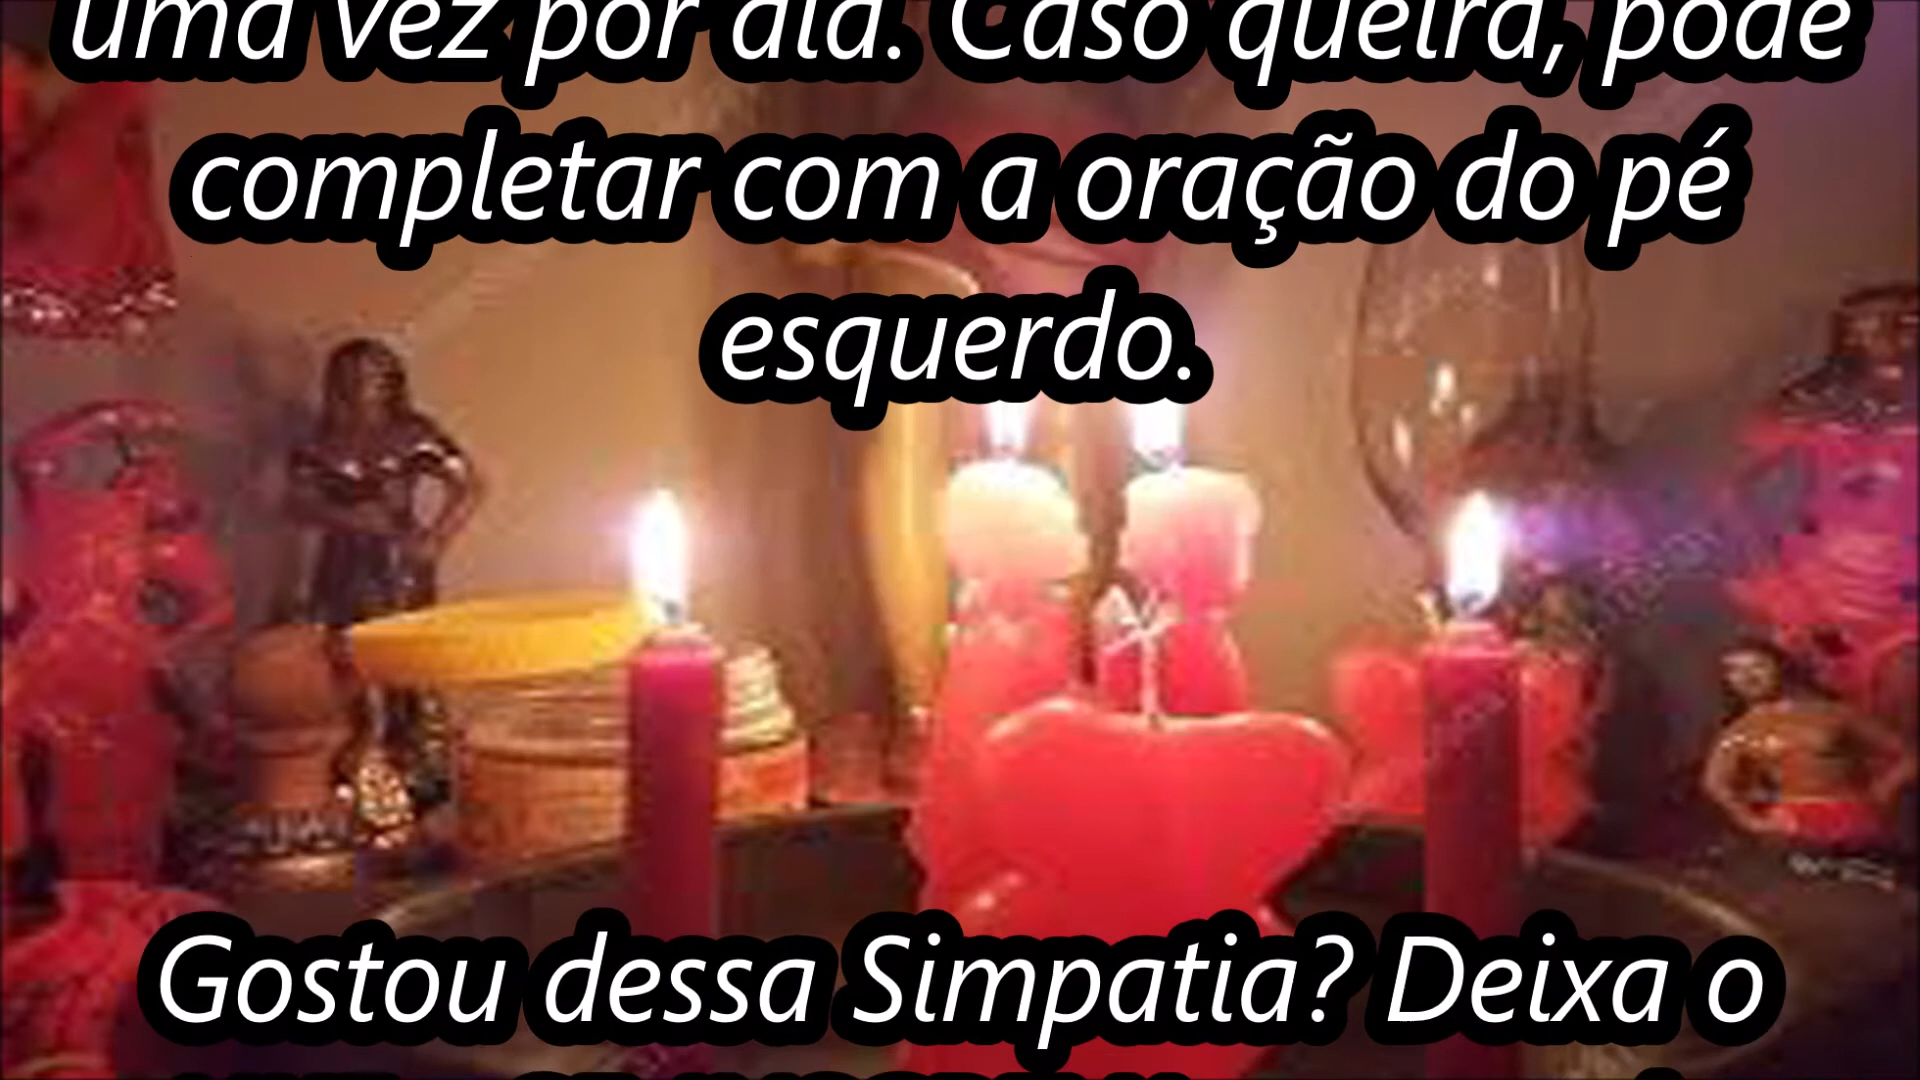 uma vez por dia. Caso queira, pode
completar com a oração do pé
esquerdo.
Gostou dessa Simpatia? Deixa o